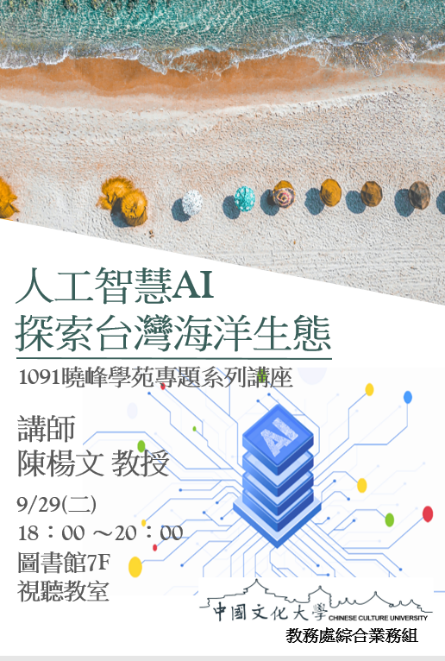 人工智慧AI
探索台灣海洋生態
1091曉峰學苑專題系列講座
講師
陳楊文 教授
9/29(二)
18：00 ～20：00
圖書館7F
視聽教室
AI
中國文化大學 CHINESE CULTURE UNIVERSITY
教務處綜合業務組